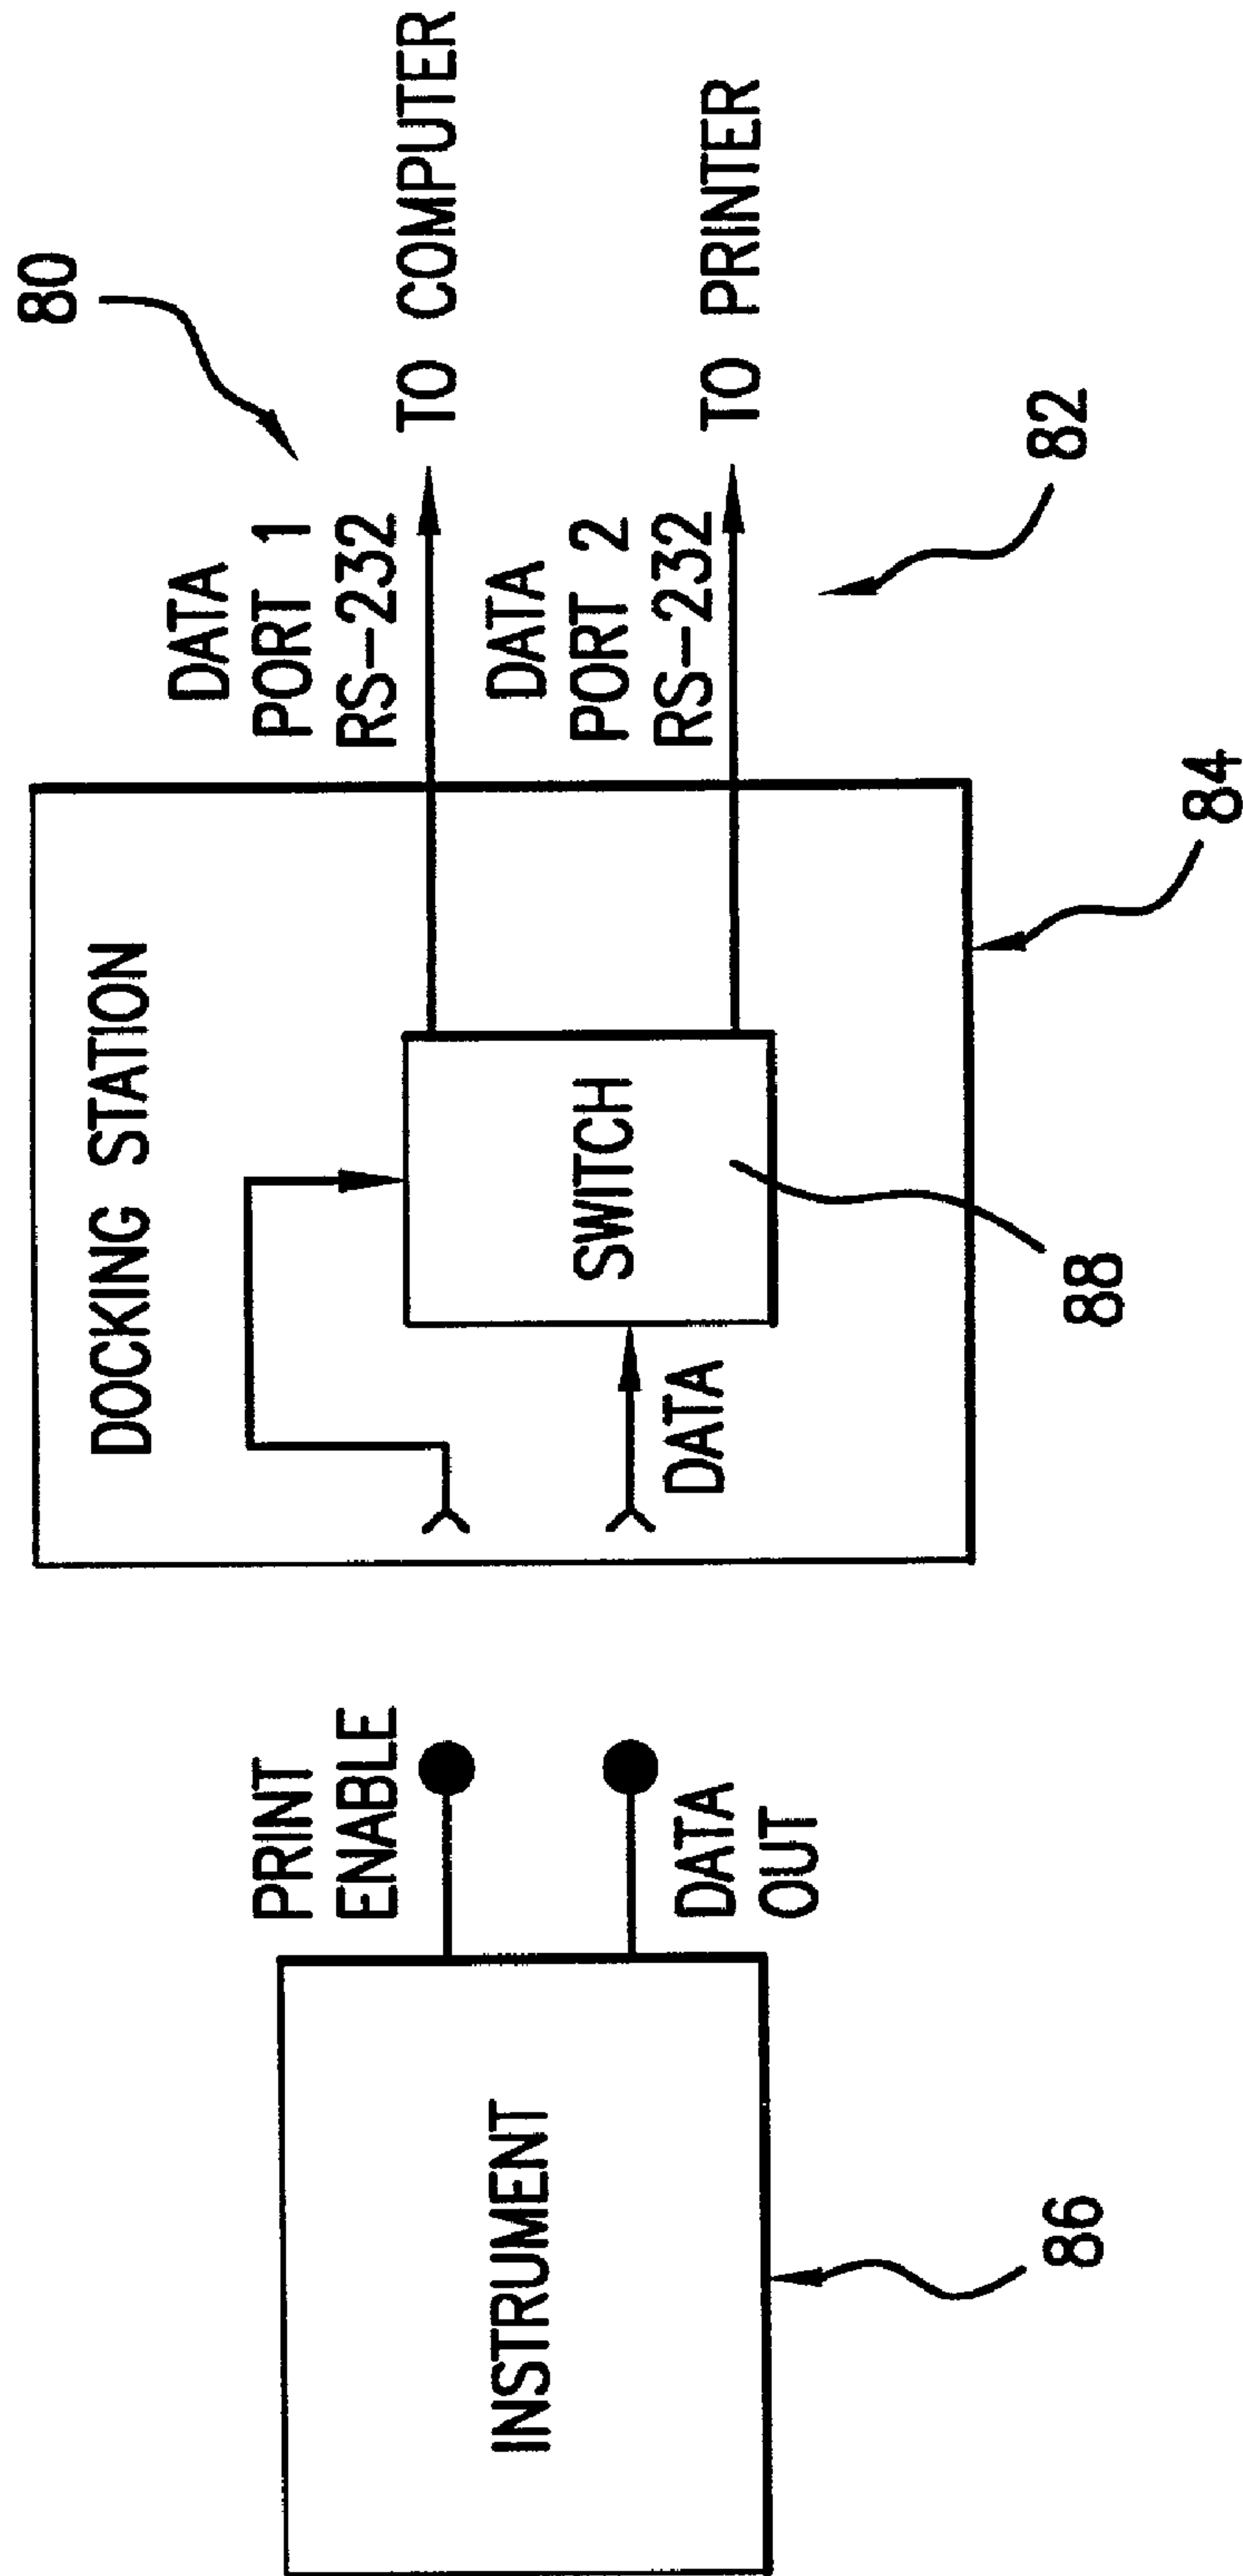 80
DATA
PORT 1
RS-232
TO COMPUTER
DATA
PORT 2
RS-232
TO PRINTER
82
DOCKING STATION
SWITCH
DATA
88
84
PRINT
ENABLE
DATA
OUT
INSTRUMENT
86